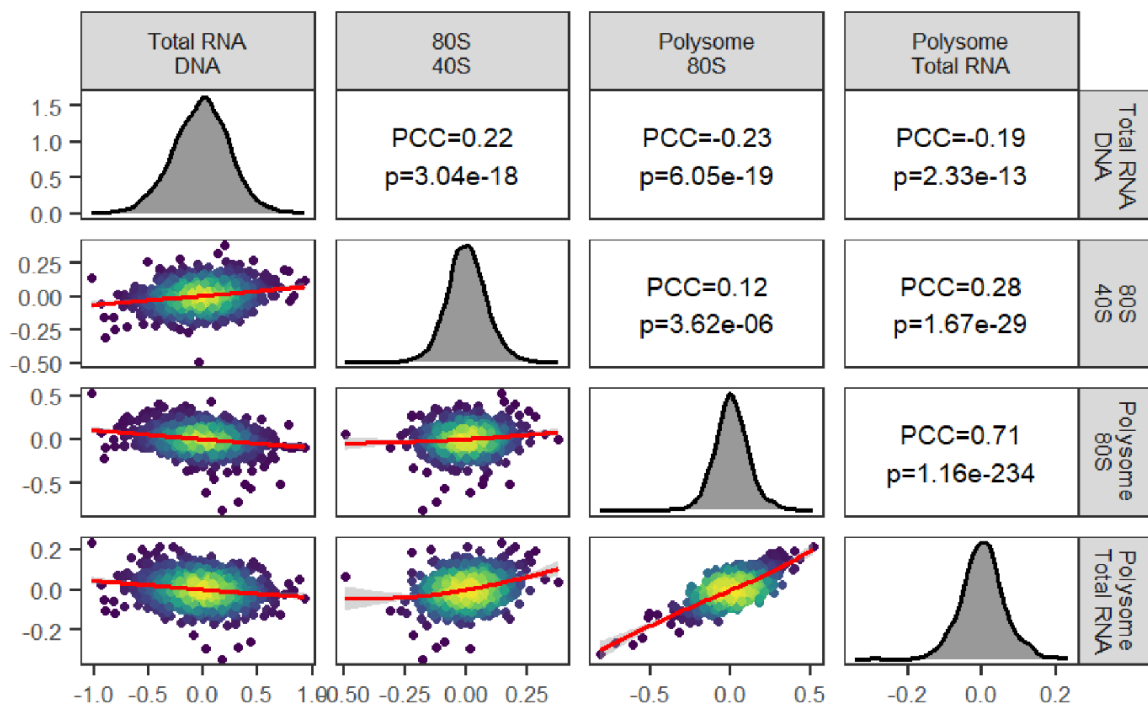 Total RNA
DNA
80S
40S
Polysome
80S
Polysome
Total RNA
1.5
1.0
0.5
0.0
PCC=0.22
p=3.04e-18
PCC=-0.23
p=6.05e-19
PCC=-0.19
p=2.33e-13
Total RNA
DNA
0.25
0.00
-0.25
-0.50
PCC=0.12
p=3.62e-06
PCC=0.28
p=1.67e-29
80S
40S
0.5
0.0
-0.5
PCC=0.71
p=1.16e-234
Polysome
80S
0.2
0.0
-0.2
Polysome
Total RNA
-1.0 -0.5 0.0 0.5 1.0
-0.50 -0.25 0.00 0.25
-0.5 0.0 0.5
-0.2 0.0 0.2